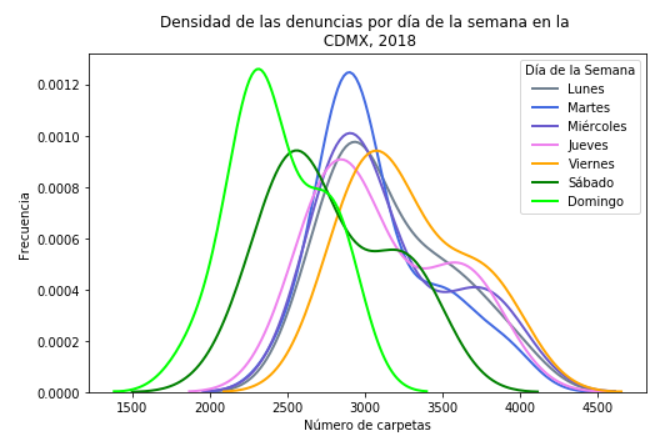 Densidad de las denuncias por día de la semana en la
CDMX, 2018
Día de la Semana
Lunes
Martes
Miércoles
Jueves
Viernes
Sábado
Domingo
Frecuencia
0.0012
0.0010
0.0008
0.0006
0.0004
0.0002
0.0000
1500 2000 2500 3000 3500 4000 4500
Número de carpetas